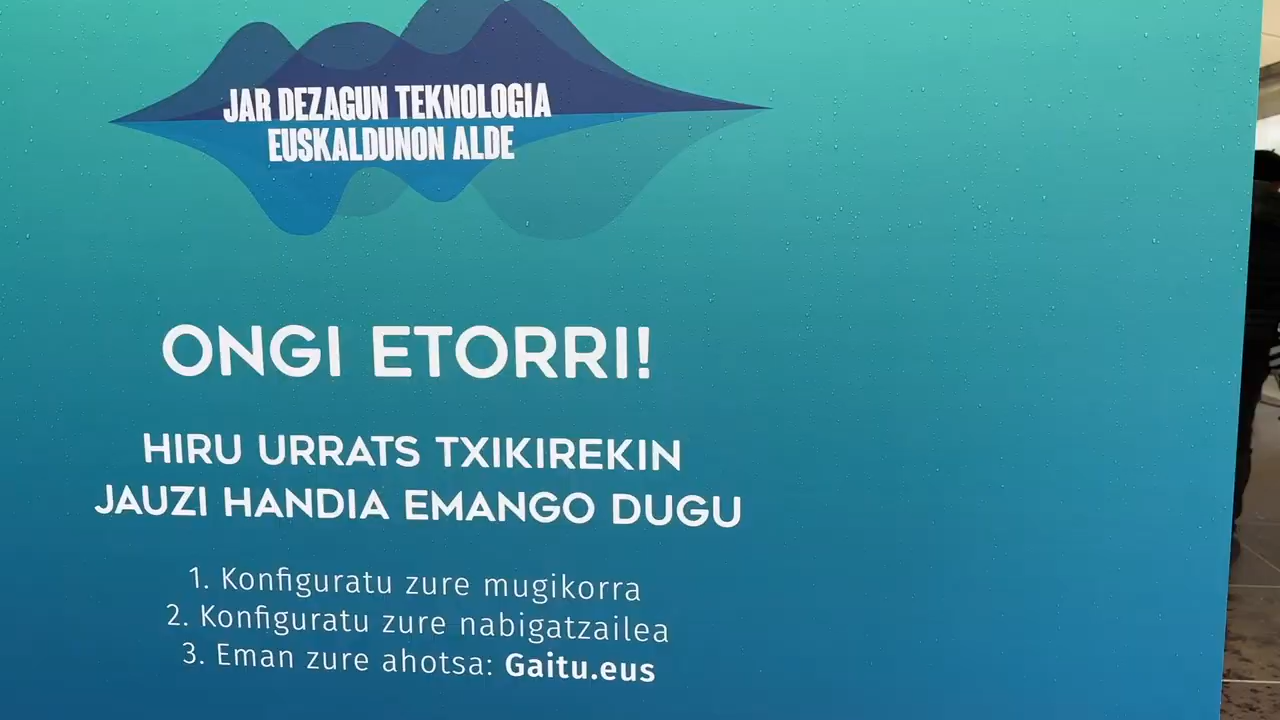 JAR DEZAGUN TEKNOLOGIA
EUSKALDUNON ALDE
ONGI ETORRI!
HIRU URRATS TXIKIREKIN
JAUZI HANDIA EMANGO DUGU
1. Konfiguratu zure mugikorra
2. Konfiguratu zure nabigatzailea
3. Eman zure ahotsa: Gaitu.eus